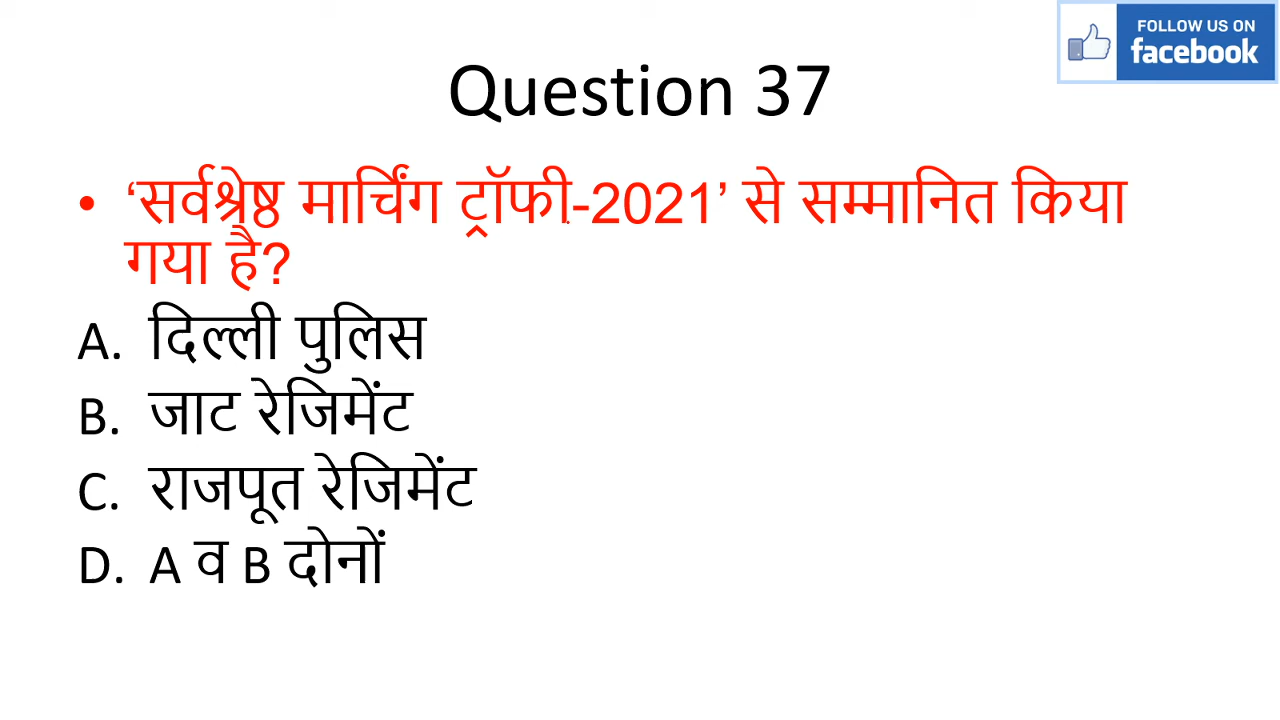 FOLLOW US ON
facebook
Question 37
• ‘सर्वश्रेष्ठ मार्चिंग ट्रॉफी-2021’ से सम्मानित किया
गया है?
A. दिल्ली पुलिस
B. जाट रेजिमेंट
C. राजपूत रेजिमेंट
D. A व B दोनों